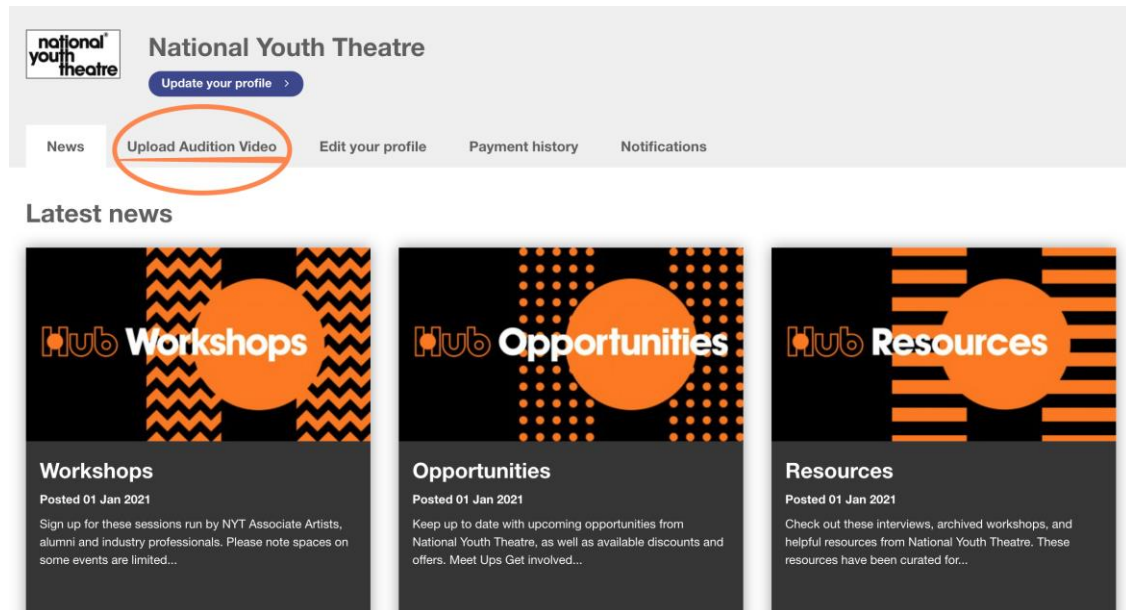 national
youth
theatre
National Youth Theatre
Update your profile >
News
Upload Audition Video
Edit your profile
Payment history
Notifications
Latest news
Hub Workshops
Hub Opportunities
Hub Resources
Workshops
Posted 01 Jan 2021
Sign up for these sessions run by NYT Associate Artists,
alumni and industry professionals. Please note spaces on
some events are limited...
Opportunities
Posted 01 Jan 2021
Keep up to date with upcoming opportunities from
National Youth Theatre, as well as available discounts and
offers. Meet Ups Get involved...
Resources
Posted 01 Jan 2021
Check out these interviews, archived workshops, and
helpful resources from National Youth Theatre. These
resources have been curated for...